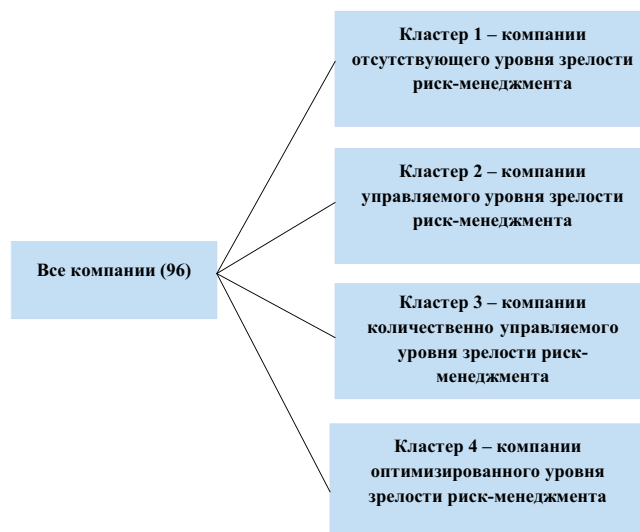 Кластер 1 – компании
отсутствующего уровня зрелости
риск-менеджмента
Кластер 2 – компании
управляемого уровня зрелости
риск-менеджмента
Все компании (96)
Кластер 3 – компании
количественно управляемого
уровня зрелости риск-
менеджмента
Кластер 4 – компании
оптимизированного уровня
зрелости риск-менеджмента